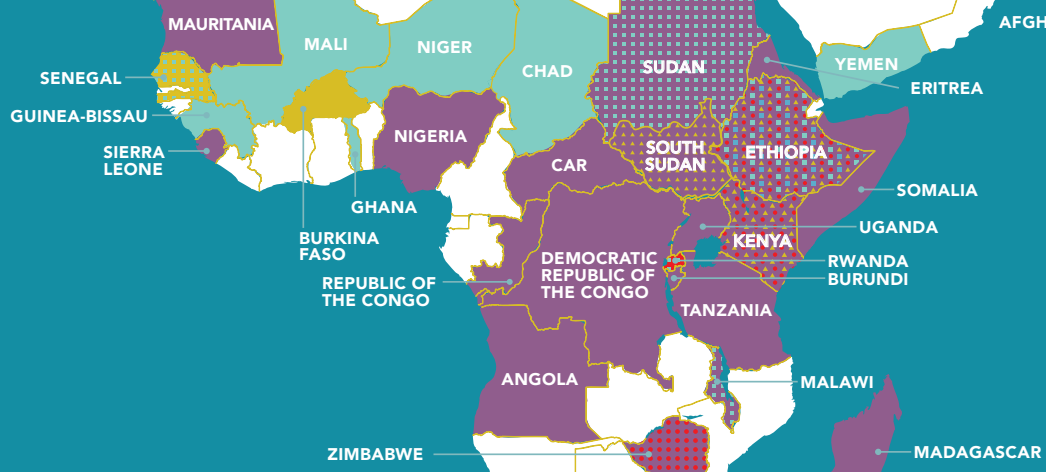 MAURITANIA
MALI
NIGER
AFGH
SENEGAL
CHAD
SUDAN
YEMEN
ERITREA
GUINEA-BISSAU
NIGERIA
SIERRA
LEONE
CAR
SOUTH
SUDAN
ETHIOPIA
SOMALIA
GHANA
UGANDA
BURKINA
FASO
KENYA
DEMOCRATIC
REPUBLIC OF
THE CONGO
RWANDA
BURUNDI
REPUBLIC OF
THE CONGO
TANZANIA
ANGOLA
MALAWI
ZIMBABWE
MADAGASCAR